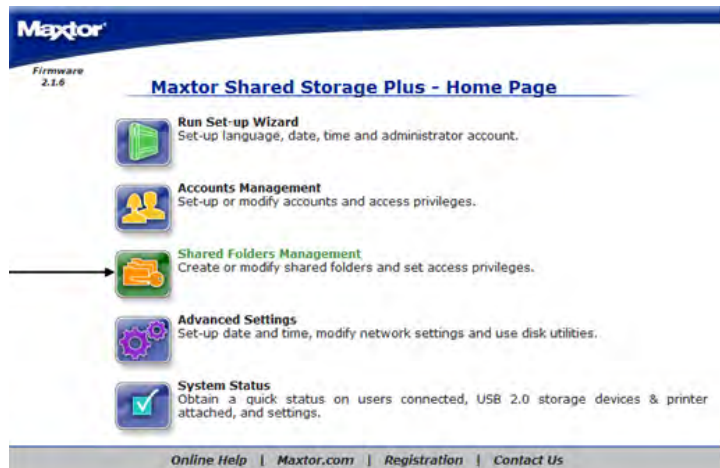 Maxtor
Firmware
2.1.6
Maxtor Shared Storage Plus - Home Page
Run Set-up Wizard
Set-up language, date, time and administrator account.
Accounts Management
Set-up or modify accounts and access privileges.
Shared Folders Management
Create or modify shared folders and set access privileges.
Advanced Settings
Set-up date and time, modify network settings and use disk utilities.
System Status
Obtain a quick status on users connected, USB 2.0 storage devices & printer
attached, and settings.
Online Help | Maxtor.com | Registration | Contact Us